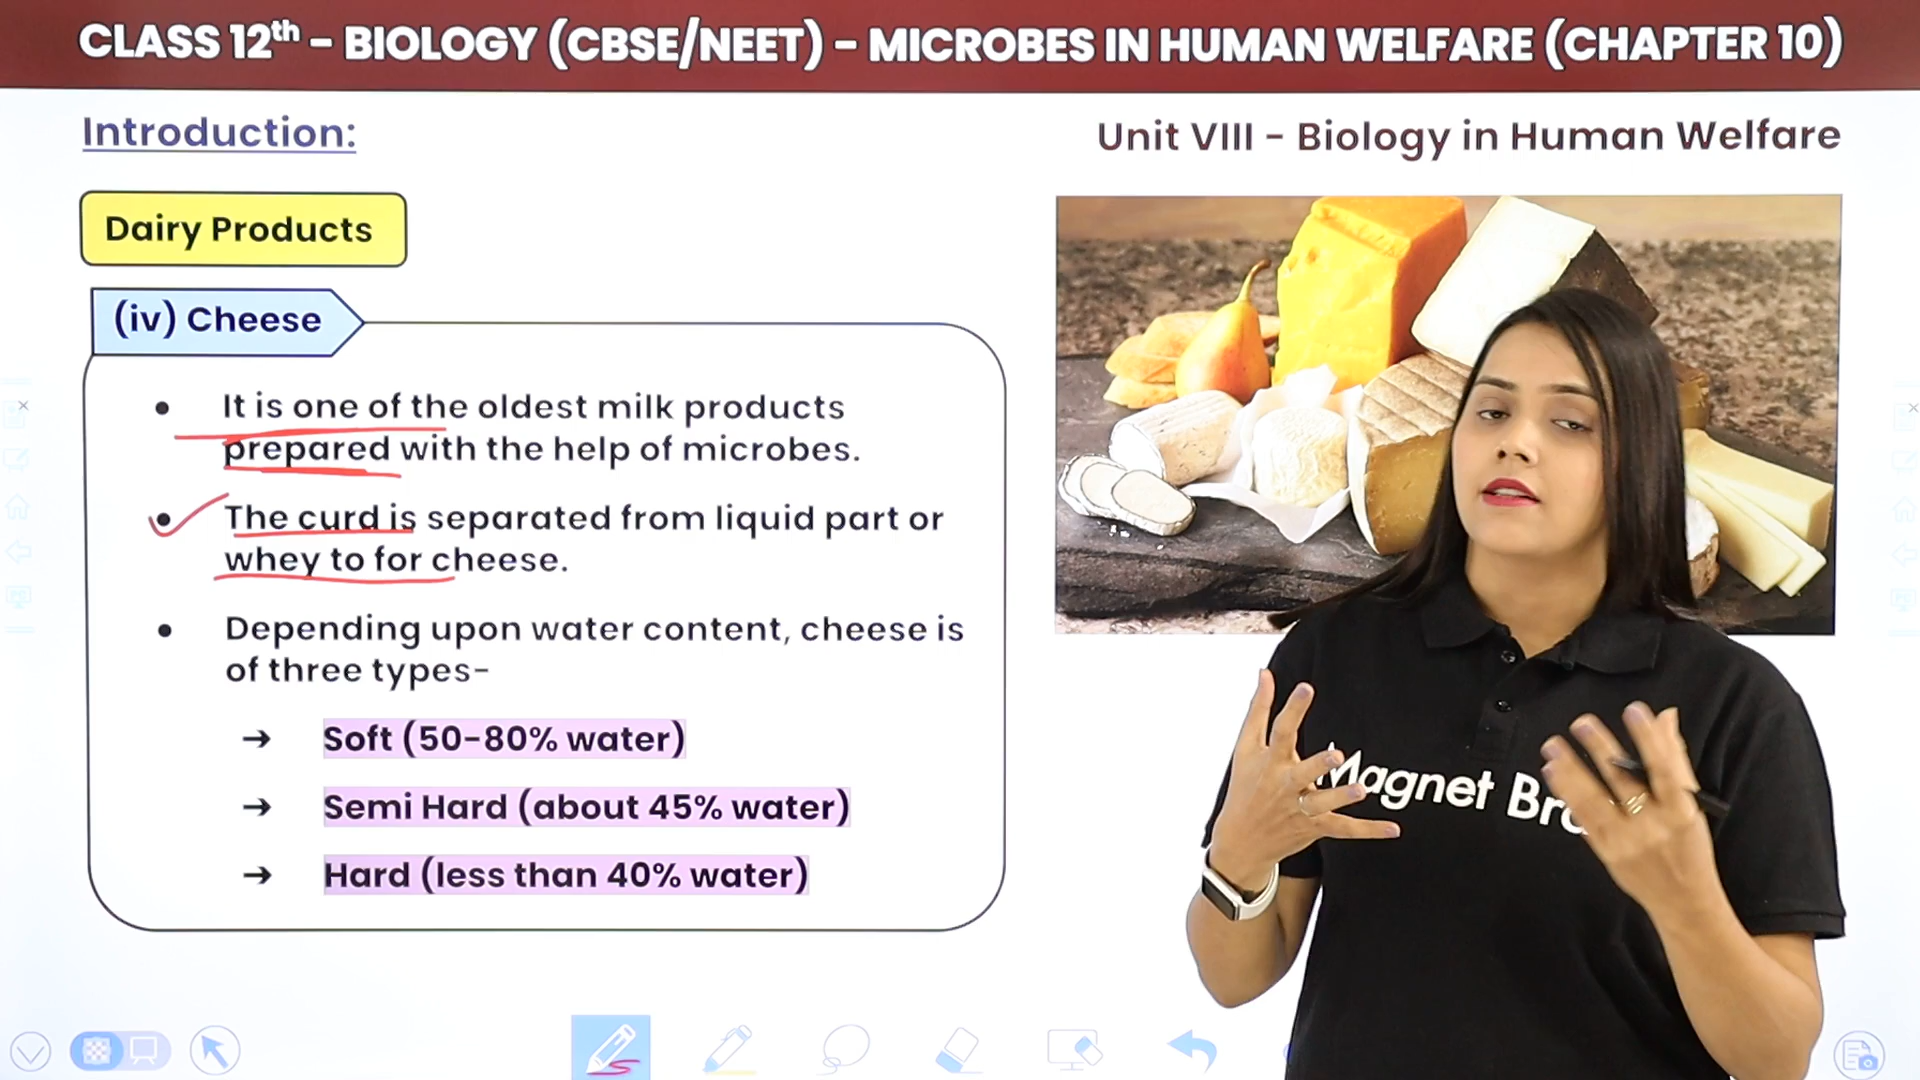 CLASS 12th – BIOLOGY (CBSE/NEET) – MICROBES IN HUMAN WELFARE (CHAPTER 10)
Introduction:
Unit VIII – Biology in Human Welfare
Dairy Products
(iv) Cheese
• It is one of the oldest milk products
prepared with the help of microbes.
• The curd is separated from liquid part or
whey to for cheese.
• Depending upon water content, cheese is
of three types-
➔ Soft (50-80% water)
➔ Semi Hard (about 45% water)
➔ Hard (less than 40% water)
Magnet